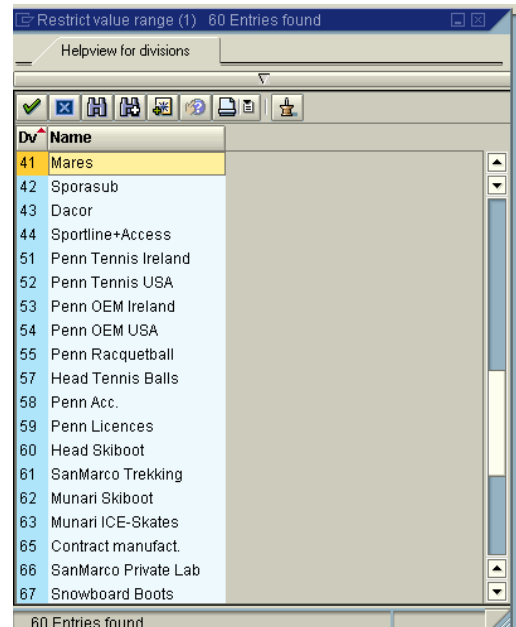 Restrict value range (1) 60 Entries found
Helpview for divisions
Dv Name
41 Mares
42 Sporasub
43 Dacor
44 Sportline+Access
51 Penn Tennis Ireland
52 Penn Tennis USA
53 Penn OEM Ireland
54 Penn OEM USA
55 Penn Racquetball
57 Head Tennis Balls
58 Penn Acc.
59 Penn Licences
60 Head Skiboot
61 SanMarco Trekking
62 Munari Skiboot
63 Munari ICE-Skates
65 Contract manufact.
66 SanMarco Private Lab
67 Snowboard Boots
60 Entries found